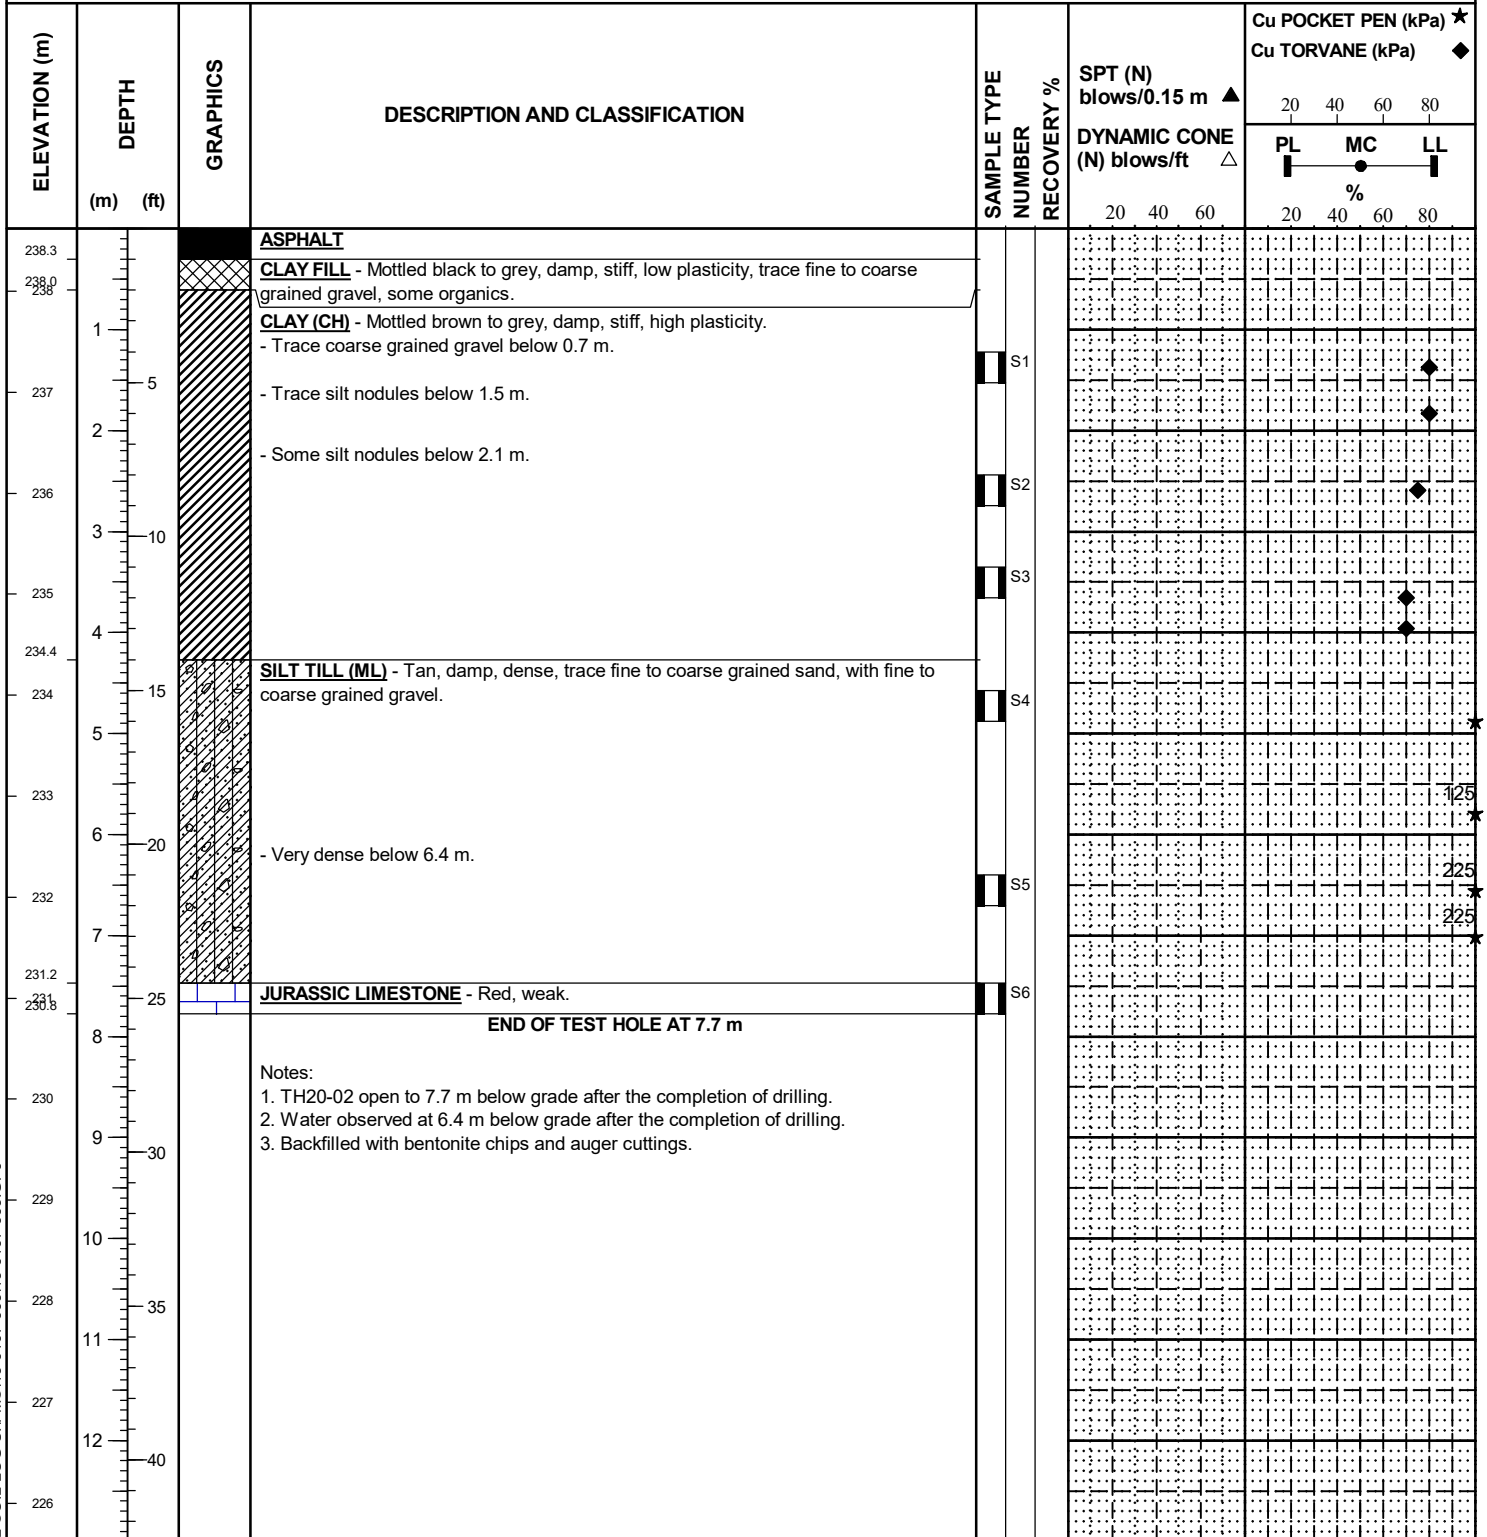 ELEVATION (m)
DEPTH
(m) (ft)
GRAPHICS
DESCRIPTION AND CLASSIFICATION
SAMPLE TYPE
NUMBER
RECOVERY %
SPT (N)
blows/0.15 m
DYNAMIC CONE
(N) blows/ft
20 40 60
Cu POCKET PEN (kPa)
Cu TORVANE (kPa)
20 40 60 80
PL MC LL
%
20 40 60 80
238.3
ASPHALT
CLAY FILL - Mottled black to grey, damp, stiff, low plasticity, trace fine to coarse
238.0
238
grained gravel, some organics.
CLAY (CH) - Mottled brown to grey, damp, stiff, high plasticity.
1
- Trace coarse grained gravel below 0.7 m.
S1
5
237
- Trace silt nodules below 1.5 m.
2
- Some silt nodules below 2.1 m.
S2
236
3
10
S3
235
4
234.4
SILT TILL (ML) - Tan, damp, dense, trace fine to coarse grained sand, with fine to
coarse grained gravel.
15
234
S4
5
233
125
6
20
- Very dense below 6.4 m.
225
S5
232
225
7
231.2
JURASSIC LIMESTONE - Red, weak.
S6
231
25
230.8
END OF TEST HOLE AT 7.7 m
8
Notes:
1. TH20-02 open to 7.7 m below grade after the completion of drilling.
230
2. Water observed at 6.4 m below grade after the completion of drilling.
9
3. Backfilled with bentonite chips and auger cuttings.
30
229
10
228
35
11
227
12
40
226